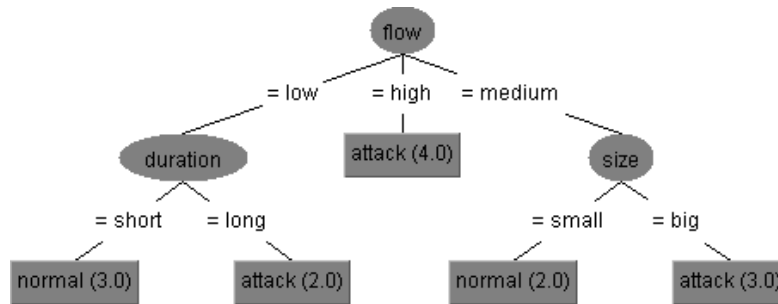 flow
= low
= high
= medium
duration
attack (4.0)
size
= short
= long
= small
= big
normal (3.0)
attack (2.0)
normal (2.0)
attack (3.0)